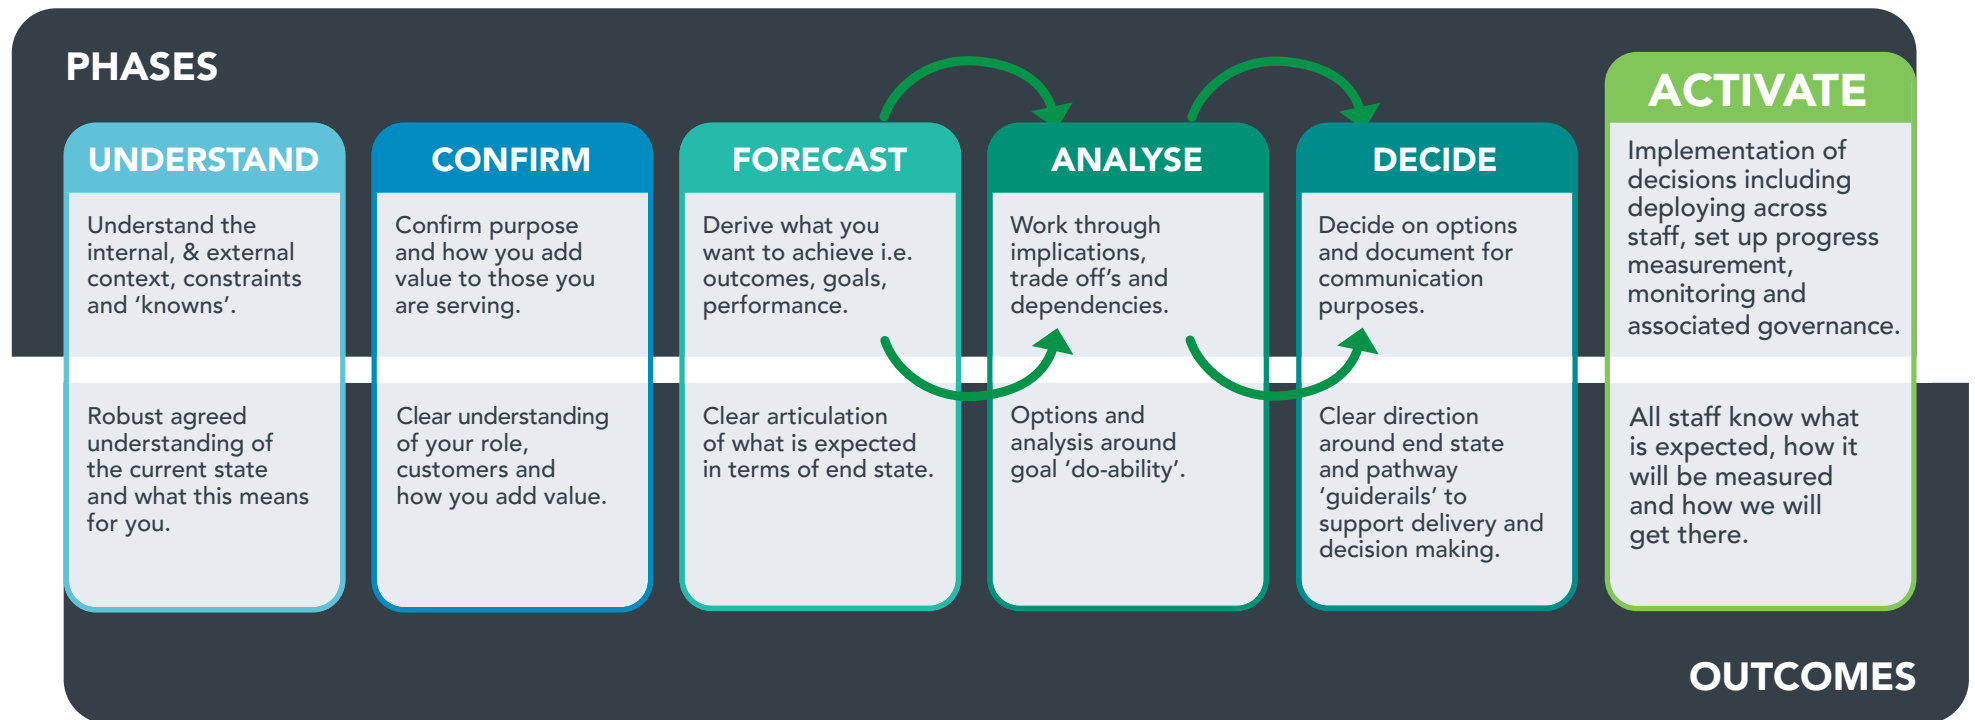 PHASES
UNDERSTAND
Understand the
internal, & external
context, constraints
and ‘knowns’.
Robust agreed
understanding of
the current state
and what this means
for you.
CONFIRM
Confirm purpose
and how you add
value to those you
are serving.
Clear understanding
of your role,
customers and
how you add value.
FORECAST
Derive what you
want to achieve i.e.
outcomes, goals,
performance.
Clear articulation
of what is expected
in terms of end state.
ANALYSE
Work through
implications,
trade off’s and
dependencies.
Options and
analysis around
goal ‘do-ability’.
DECIDE
Decide on options
and document for
communication
purposes.
Clear direction
around end state
and pathway
‘guiderails’ to
support delivery and
decision making.
ACTIVATE
Implementation of
decisions including
deploying across
staff, set up progress
measurement,
monitoring and
associated governance.
All staff know what
is expected, how it
will be measured
and how we will
get there.
OUTCOMES